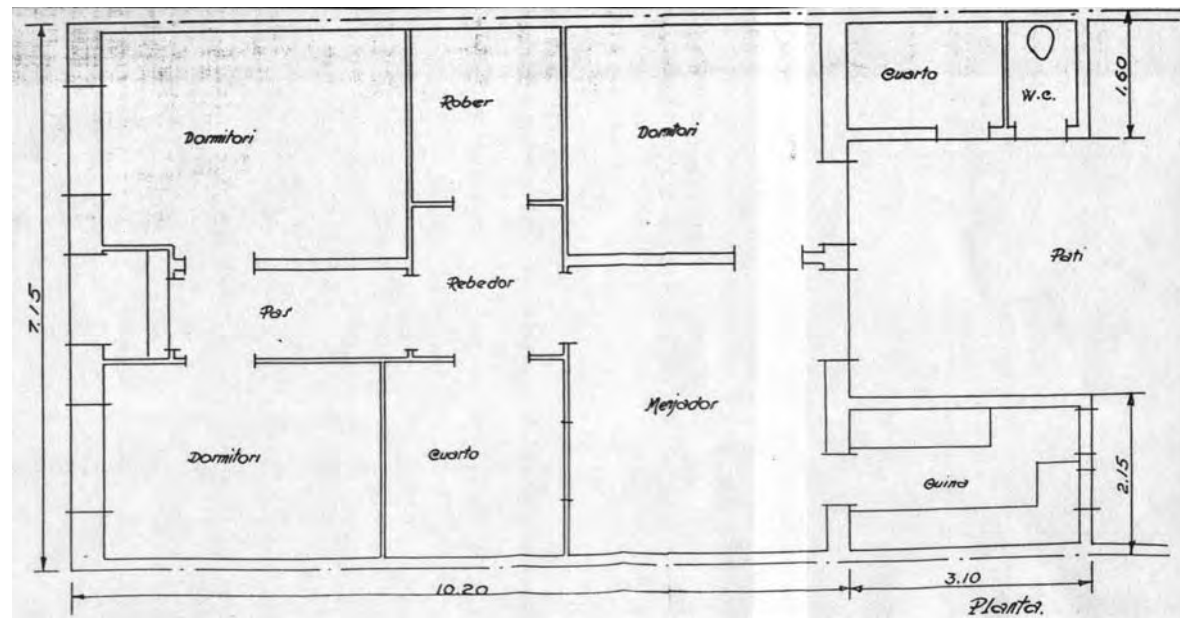 Dormitori
Rober
Domitori
Cuarto
W.C.
1.60
7.15
Pas
Rebedor
Pati
Dormitori
Cuarto
Menjador
Cuina
2.15
10.20
3.10
Planta.